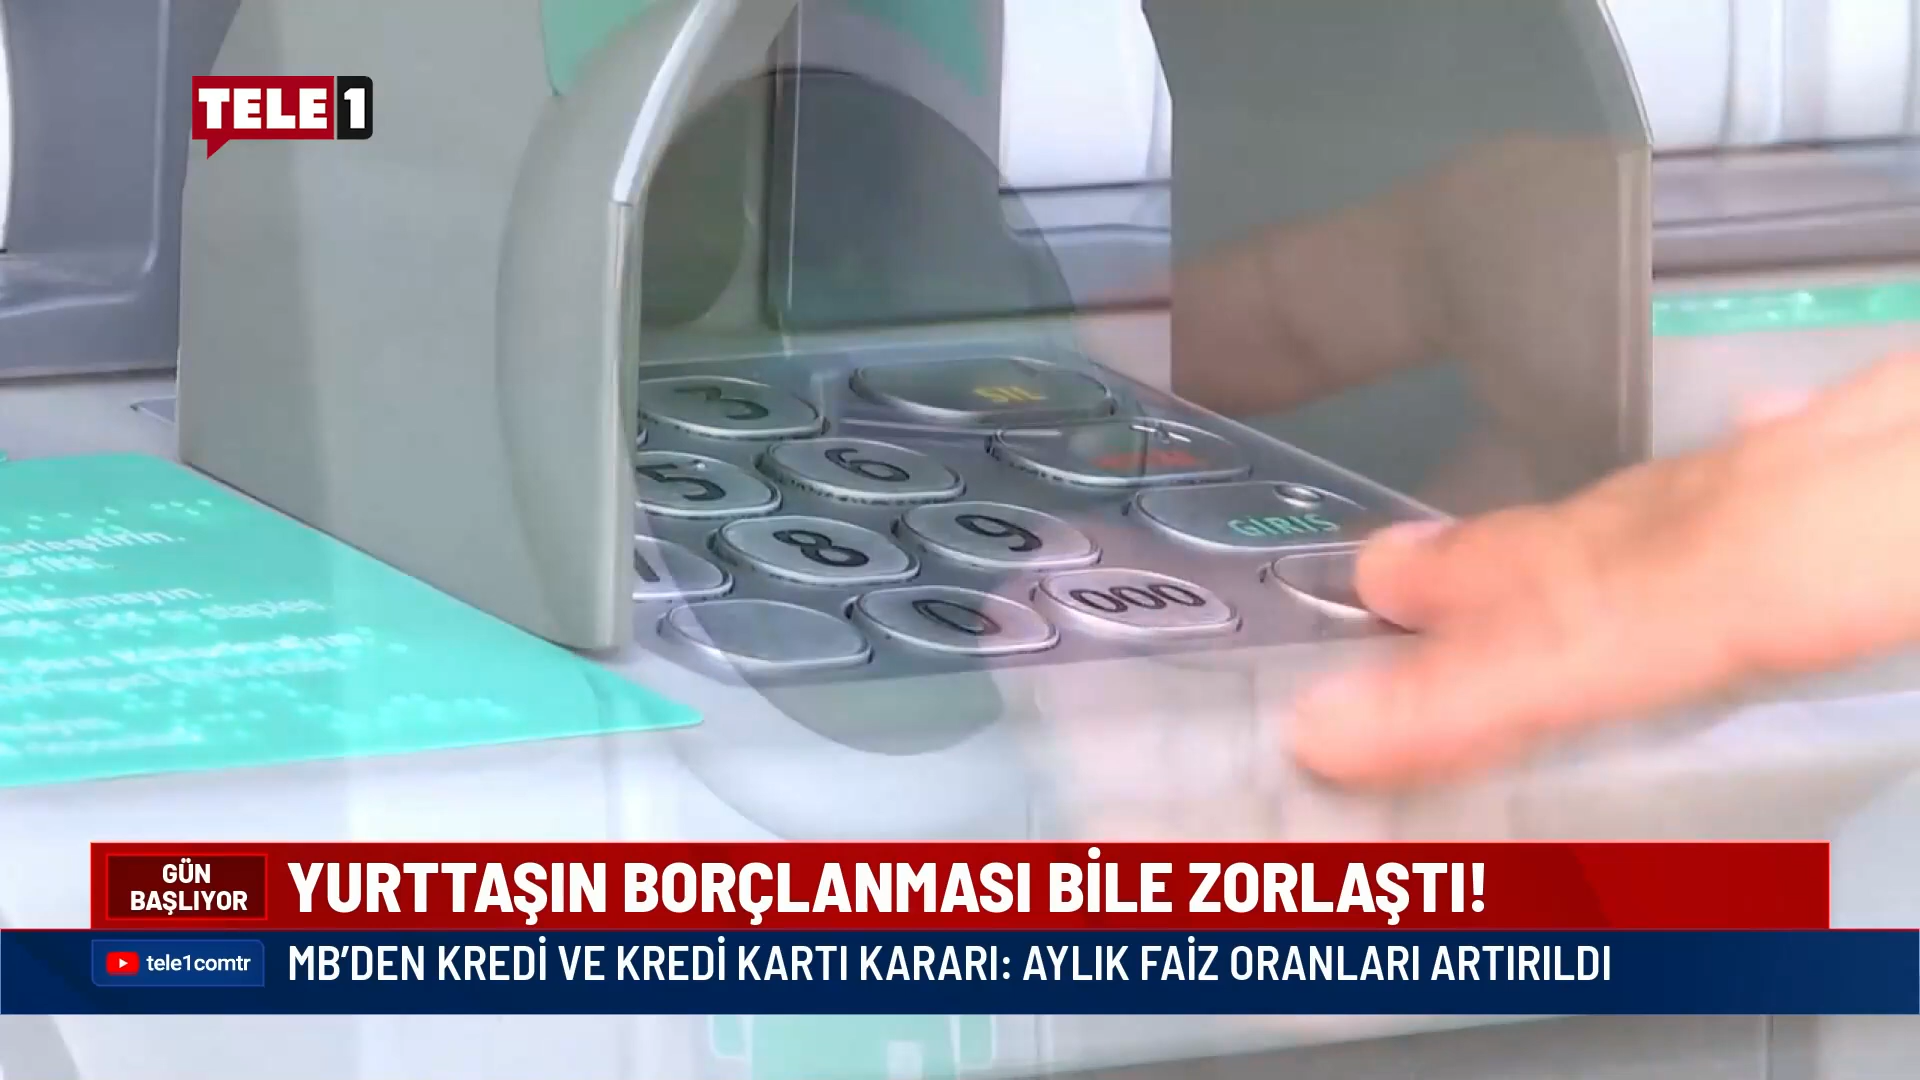 TELE1
3
SİL
5
6
GİRİŞ
8
9
0
000
GÜN
BAŞLIYOR
YURTTAŞIN BORÇLANMASI BİLE ZORLAŞTI!
tele1comtr
MB'DEN KREDİ VE KREDİ KARTI KARARI: AYLIK FAİZ ORANLARI ARTIRILDI